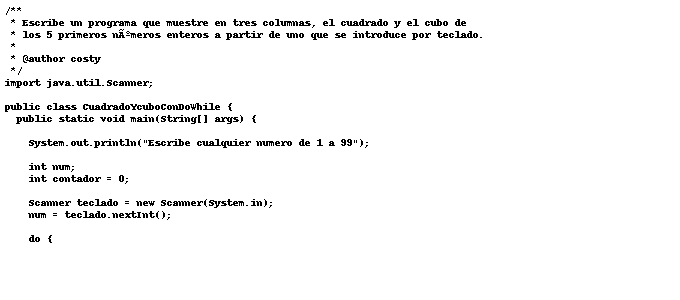 /**
 * Escribe un programa que muestre en tres columnas, el cuadrado y el cubo de
 * los 5 primeros nÃºmeros enteros a partir de uno que se introduce por teclado.
 *
 * @author costy
 */
import java.util.Scanner;
public class CuadradoYcuboConDoWhile {
  public static void main(String[] args) {
    System.out.println("Escribe cualquier numero de 1 a 99");
    int num;
    int contador = 0;
    Scanner teclado = new Scanner(System.in);
    num = teclado.nextInt();
    do {